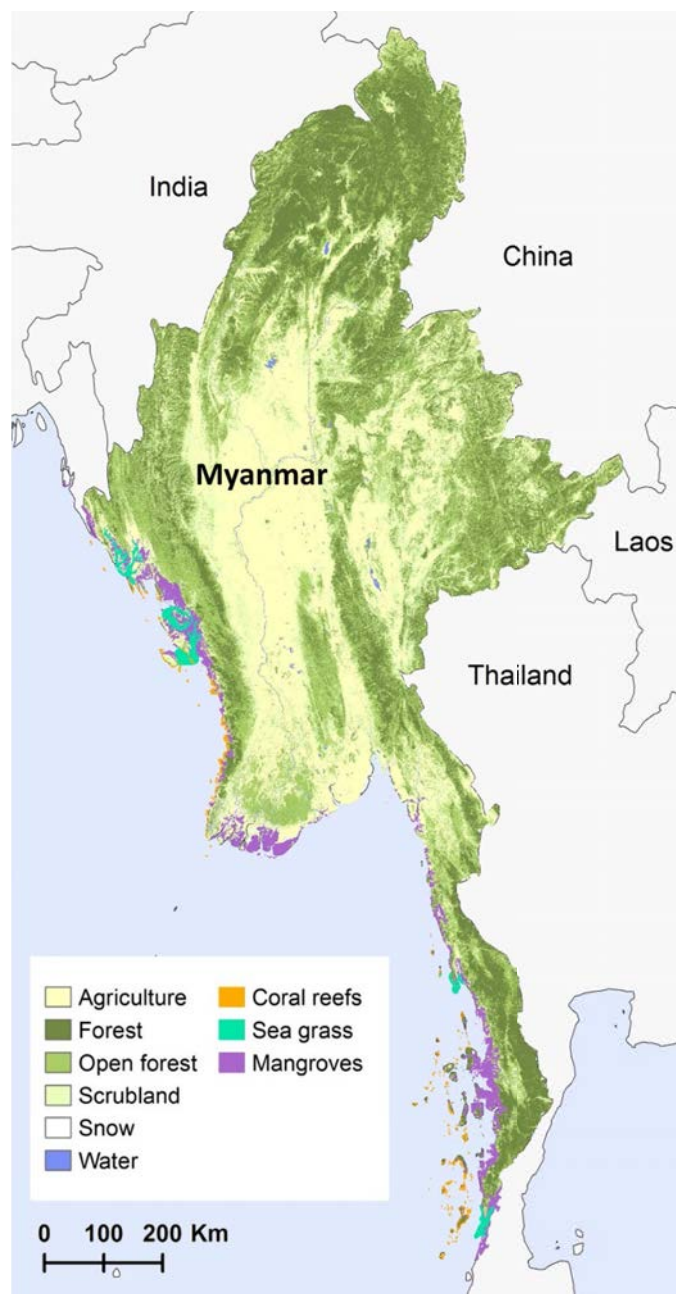 India
China
Myanmar
Laos
Thailand
Agriculture
Forest
Open forest
Scrubland
Snow
Water
Coral reefs
Sea grass
Mangroves
0 100 200 Km